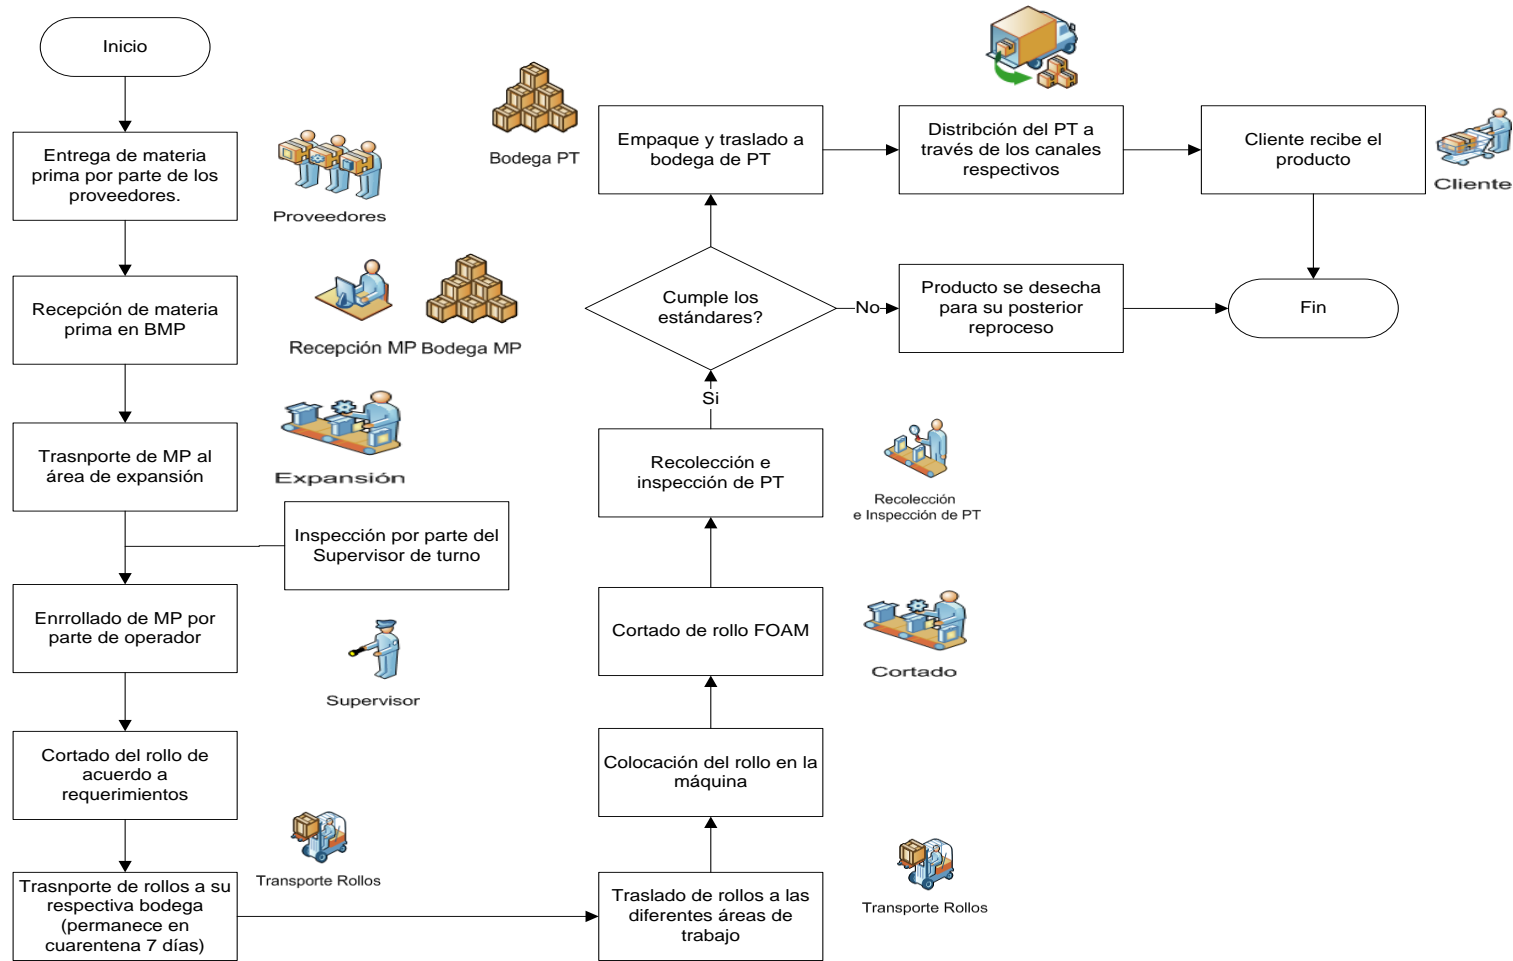 Inicio
Entrega de materia
prima por parte de los
proveedores.
Proveedores
Recepción de materia
prima en BMP
Recepción MP
Bodega MP
Trasnporte de MP al
área de expansión
Expansión
Inspección por parte del
Supervisor de turno
Enrrollado de MP por
parte de operador
Supervisor
Cortado del rollo de
acuerdo a
requerimientos
Transporte Rollos
Trasnporte de rollos a su
respectiva bodega
(permanece en
cuarentena 7 días)
Traslado de rollos a las
diferentes áreas de
trabajo
Transporte Rollos
Colocación del rollo en la
máquina
Cortado de rollo FOAM
Cortado
Recolección e
inspección de PT
Recolección
e Inspección de PT
Si
Cumple los
estándares?
No
Producto se desecha
para su posterior
reproceso
Empaque y traslado a
bodega de PT
Bodega PT
Distribción del PT a
través de los canales
respectivos
Cliente recibe el
producto
Cliente
Fin